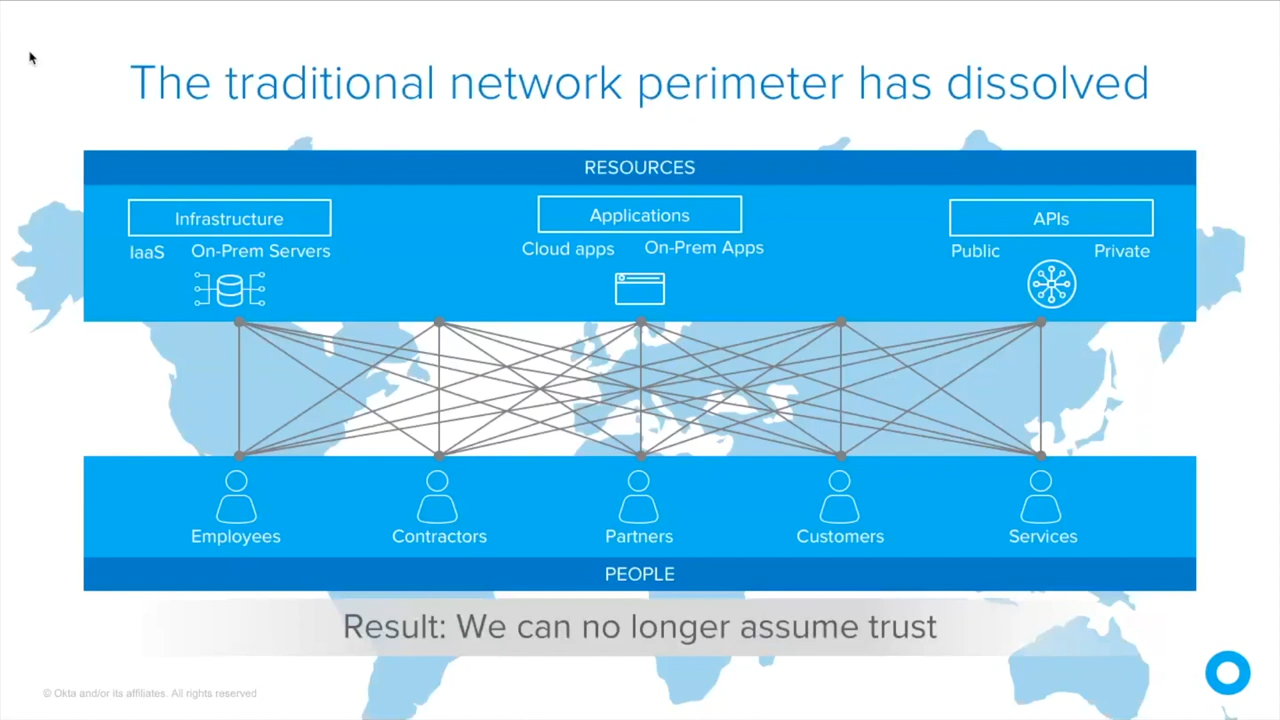 The traditional network perimeter has dissolved
RESOURCES
Infrastructure
IaaS On-Prem Servers
Applications
Cloud apps On-Prem Apps
APIs
Public Private
Employees Contractors Partners Customers Services
PEOPLE
Result: We can no longer assume trust
© Okta and/or its affiliates. All rights reserved